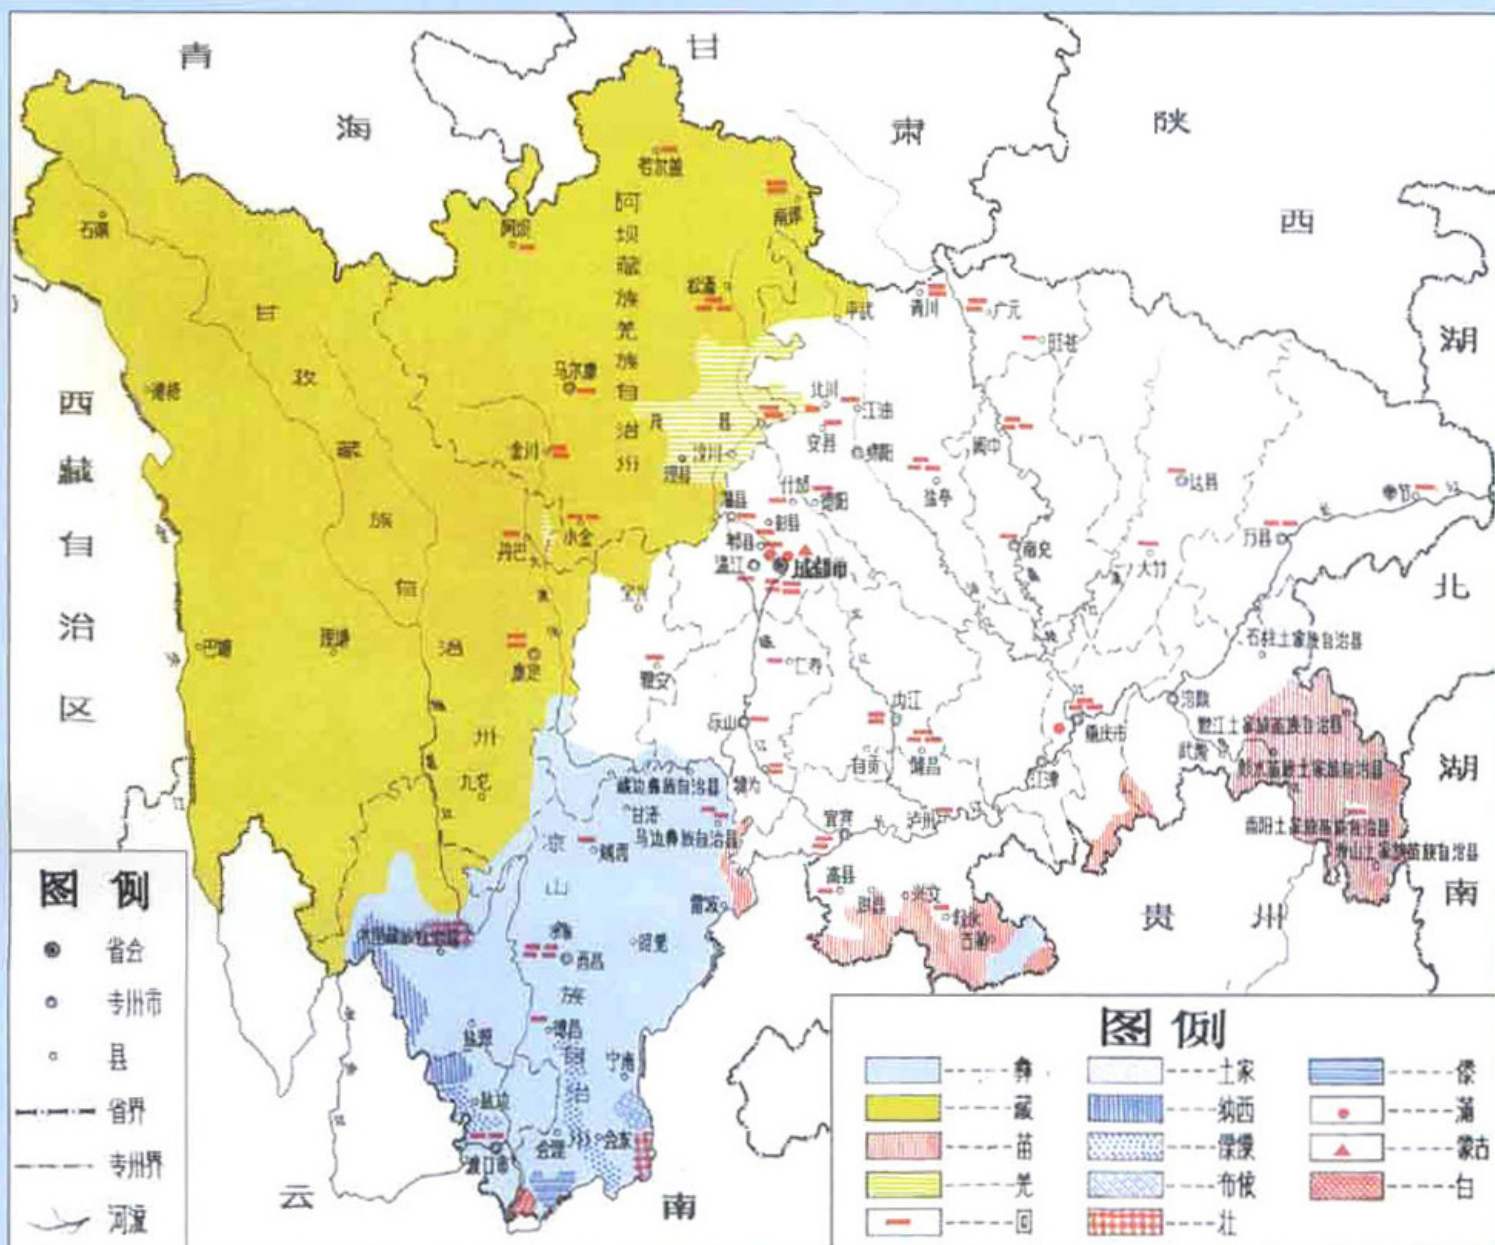 青海
甘肃
陕西
湖北
湖南
贵州
云南
西藏自治区
甘孜藏族自治州
阿坝藏族羌族自治州
凉山彝族自治州
石渠
若尔盖
南坪
阿坝
松潘
平武
青川
广元
旺苍
马尔康
德格
北川
江油
茂县
安县
绵阳
阆中
金川
汶川
理县
盐亭
达县
奉节
什邡
德阳
灌县
彭县
小金
丹巴
郫县
温江
成都市
南充
大竹
万县
宝兴
巴塘
理塘
康定
雅安
仁寿
石柱土家族自治县
内江
涪陵
黔江土家族苗族自治县
乐山
重庆市
武隆
自贡
隆昌
江津
彭水苗族土家族自治县
九龙
峨边彝族自治县
犍为
甘洛
马边彝族自治县
宜宾
泸州
酉阳土家族苗族自治县
越西
秀山土家族苗族自治县
高县
珙县
兴文
叙永
古蔺
雷波
木里藏族自治县
昭觉
西昌
盐源
德昌
宁南
盐边
会理
会东
渡口市
图例
省会
专州市
县
省界
专州界
河流
图例
彝
藏
苗
羌
回
土家
纳西
傈僳
布依
壮
傣
满
蒙古
白